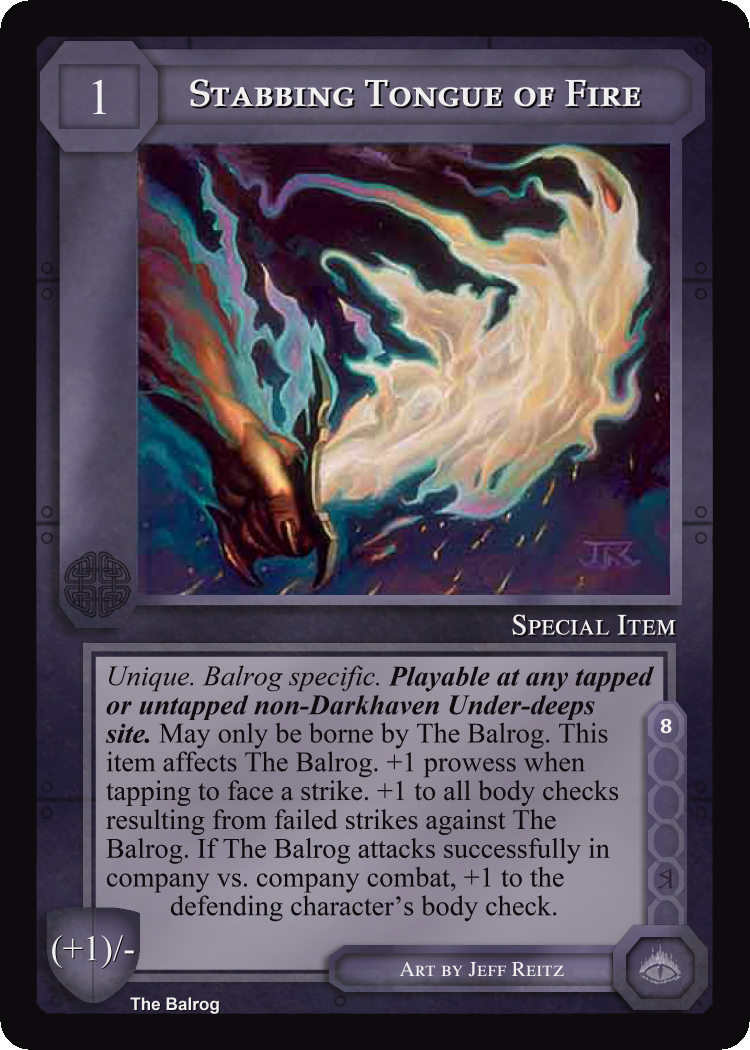 1
Stabbing Tongue of Fire
JR
Special Item
Unique. Balrog specific. Playable at any tapped
or untapped non-Darkhaven Under-deeps
site. May only be borne by The Balrog. This
item affects The Balrog. +1 prowess when
tapping to face a strike. +1 to all body checks
resulting from failed strikes against The
Balrog. If The Balrog attacks successfully in
company vs. company combat, +1 to the
defending character’s body check.
8
(+1)/-
Art by Jeff Reitz
The Balrog